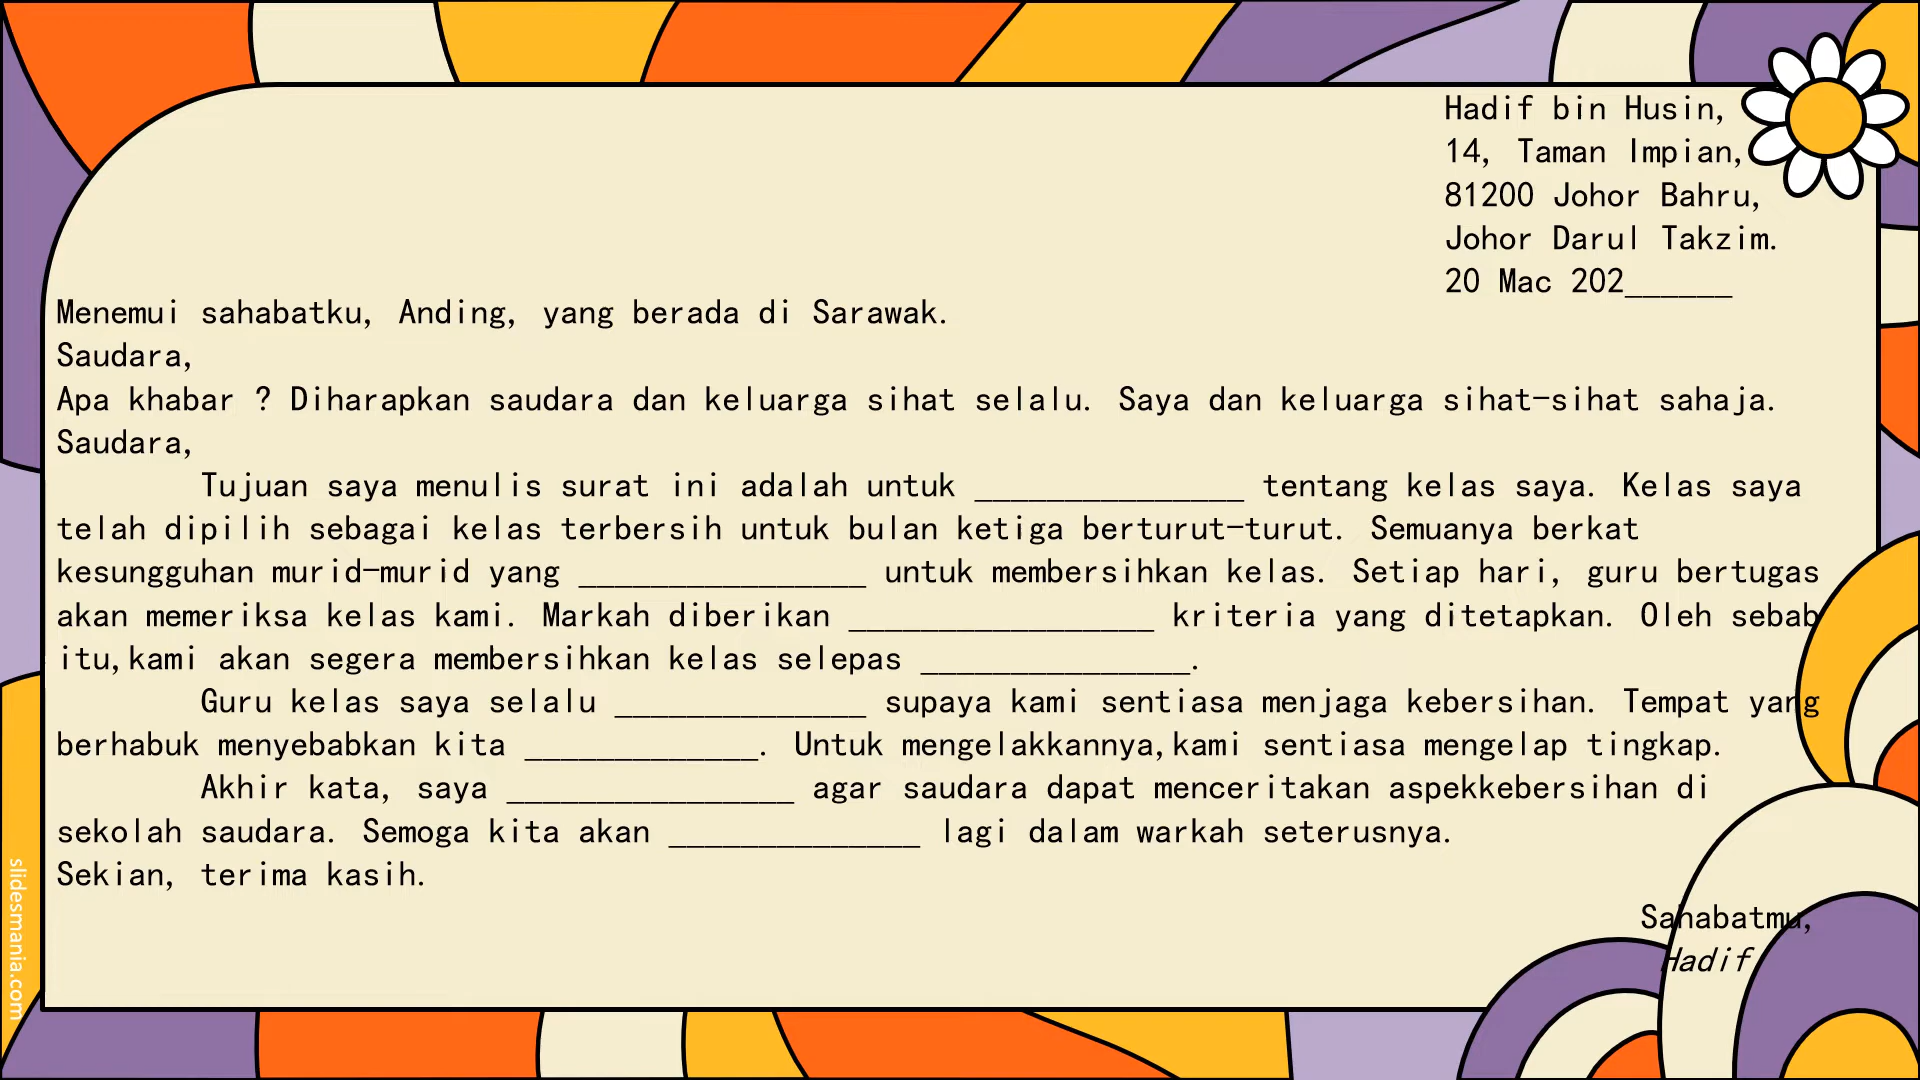 Hadif bin Husin,
14, Taman Impian,
81200 Johor Bahru,
Johor Darul Takzim.
20 Mac 202______
Menemui sahabatku, Anding, yang berada di Sarawak.
Saudara,
Apa khabar ? Diharapkan saudara dan keluarga sihat selalu. Saya dan keluarga sihat-sihat sahaja.
Saudara,
Tujuan saya menulis surat ini adalah untuk _______________ tentang kelas saya. Kelas saya
telah dipilih sebagai kelas terbersih untuk bulan ketiga berturut-turut. Semuanya berkat
kesungguhan murid-murid yang ________________ untuk membersihkan kelas. Setiap hari, guru bertugas
akan memeriksa kelas kami. Markah diberikan _________________ kriteria yang ditetapkan. Oleh sebab
itu,kami akan segera membersihkan kelas selepas _______________.
Guru kelas saya selalu ______________ supaya kami sentiasa menjaga kebersihan. Tempat yang
berhabuk menyebabkan kita _____________. Untuk mengelakkannya,kami sentiasa mengelap tingkap.
Akhir kata, saya ________________ agar saudara dapat menceritakan aspekkebersihan di
sekolah saudara. Semoga kita akan ______________ lagi dalam warkah seterusnya.
Sekian, terima kasih.
Sahabatmu,
Hadif
slidesmania.com